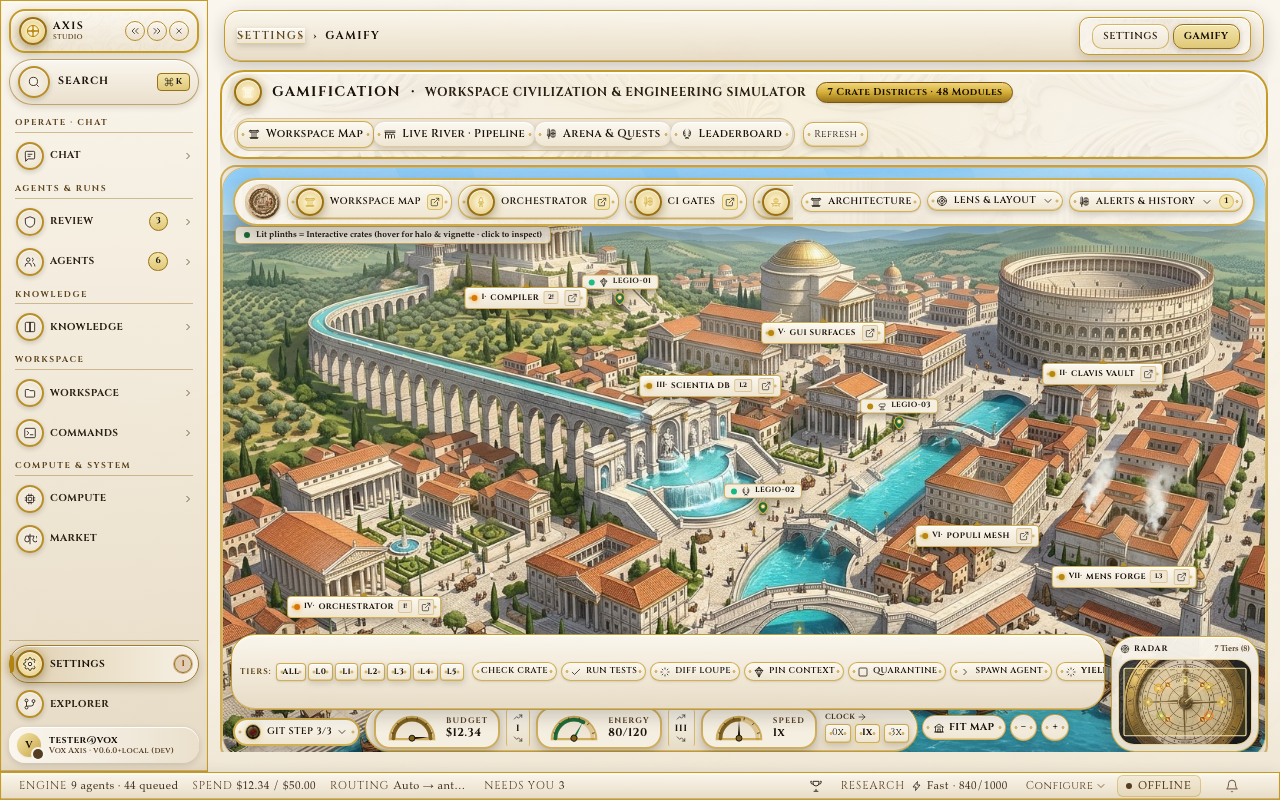 AXIS
STUDIO
SEARCH
⌘K
OPERATE · CHAT
CHAT
AGENTS & RUNS
REVIEW 3
AGENTS 6
KNOWLEDGE
KNOWLEDGE
WORKSPACE
WORKSPACE
COMMANDS
COMPUTE & SYSTEM
COMPUTE
MARKET
SETTINGS 1
EXPLORER
V
TESTER@VOX
VOX AXIS · V0.6.0+LOCAL (DEV)
SETTINGS › GAMIFY
SETTINGS GAMIFY
GAMIFICATION · WORKSPACE CIVILIZATION & ENGINEERING SIMULATOR 7 CRATE DISTRICTS · 48 MODULES
WORKSPACE MAP LIVE RIVER · PIPELINE ARENA & QUESTS LEADERBOARD REFRESH
WORKSPACE MAP ORCHESTRATOR CI GATES ARCHITECTURE LENS & LAYOUT ALERTS & HISTORY 1
Lit plinths = Interactive crates (hover for halo & vignette · click to inspect)
LEGIO-01
I· COMPILER 2!
V· GUI SURFACES
II· CLAVIS VAULT
III· SCIENTIA DB L2
LEGIO-03
LEGIO-02
VI· POPULI MESH
VII· MENS FORGE L3
IV· ORCHESTRATOR 1!
TIERS: ALL L0 L1 L2 L3 L4 L5 CHECK CRATE RUN TESTS DIFF LOUPE PIN CONTEXT QUARANTINE SPAWN AGENT YIEL
RADAR 7 Tiers (8)
GIT STEP 3/3
BUDGET
$12.34
I
ENERGY
80/120
III
SPEED
1X
CLOCK →
0X 1X 3X
FIT MAP − +
ENGINE 9 agents · 44 queued SPEND $12.34 / $50.00 ROUTING Auto → ant... NEEDS YOU 3 RESEARCH Fast · 840/1000 CONFIGURE OFFLINE